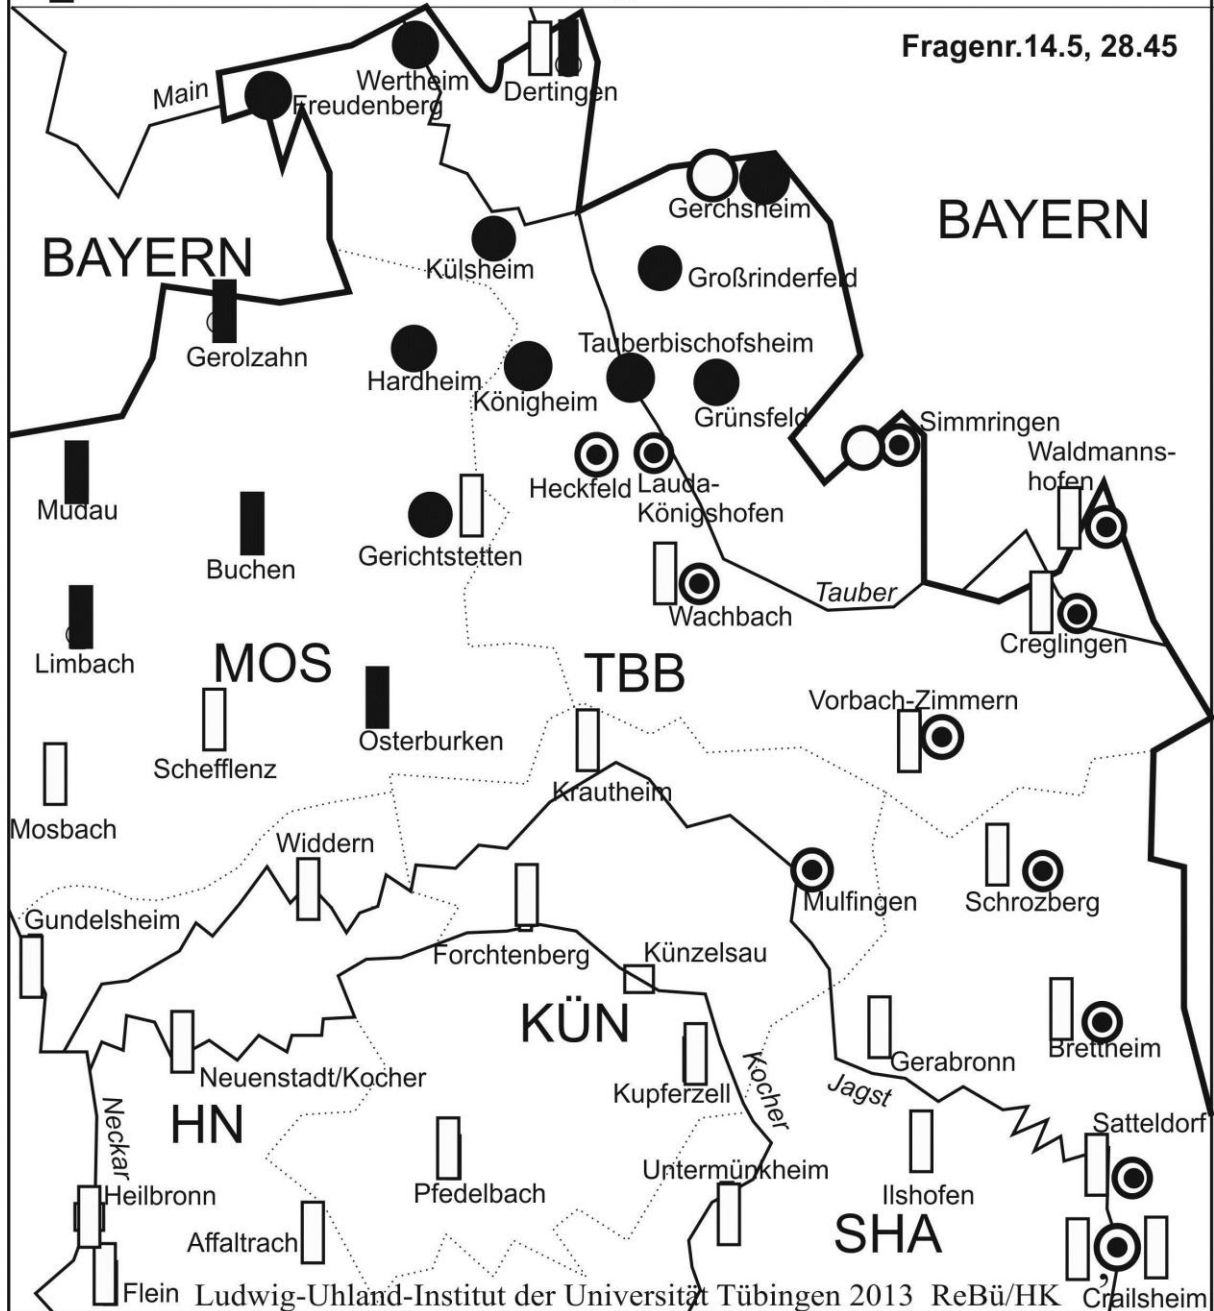 Fragenr.14.5, 28.45
Main
Wertheim
Freudenberg
Dertingen
Gerchsheim
BAYERN
BAYERN
Külsheim
Großrinderfeld
Gerolzahn
Tauberbischofsheim
Hardheim
Königheim
Grünsfeld
Simmringen
Waldmanns-
hofen
Heckfeld
Lauda-
Königshofen
Mudau
Gerichtstetten
Buchen
Tauber
Wachbach
Creglingen
Limbach
MOS
TBB
Vorbach-Zimmern
Osterburken
Schefflenz
Krautheim
Mosbach
Widdern
Mulfingen
Schrozberg
Gundelsheim
Forchtenberg
Künzelsau
KÜN
Brettheim
Gerabronn
Neuenstadt/Kocher
Kupferzell
Kocher
Jagst
HN
Neckar
Satteldorf
Untermünkheim
Heilbronn
Pfedelbach
Ilshofen
Affaltrach
SHA
Flein
Ludwig-Uhland-Institut der Universität Tübingen 2013 ReBü/HK
Crailsheim